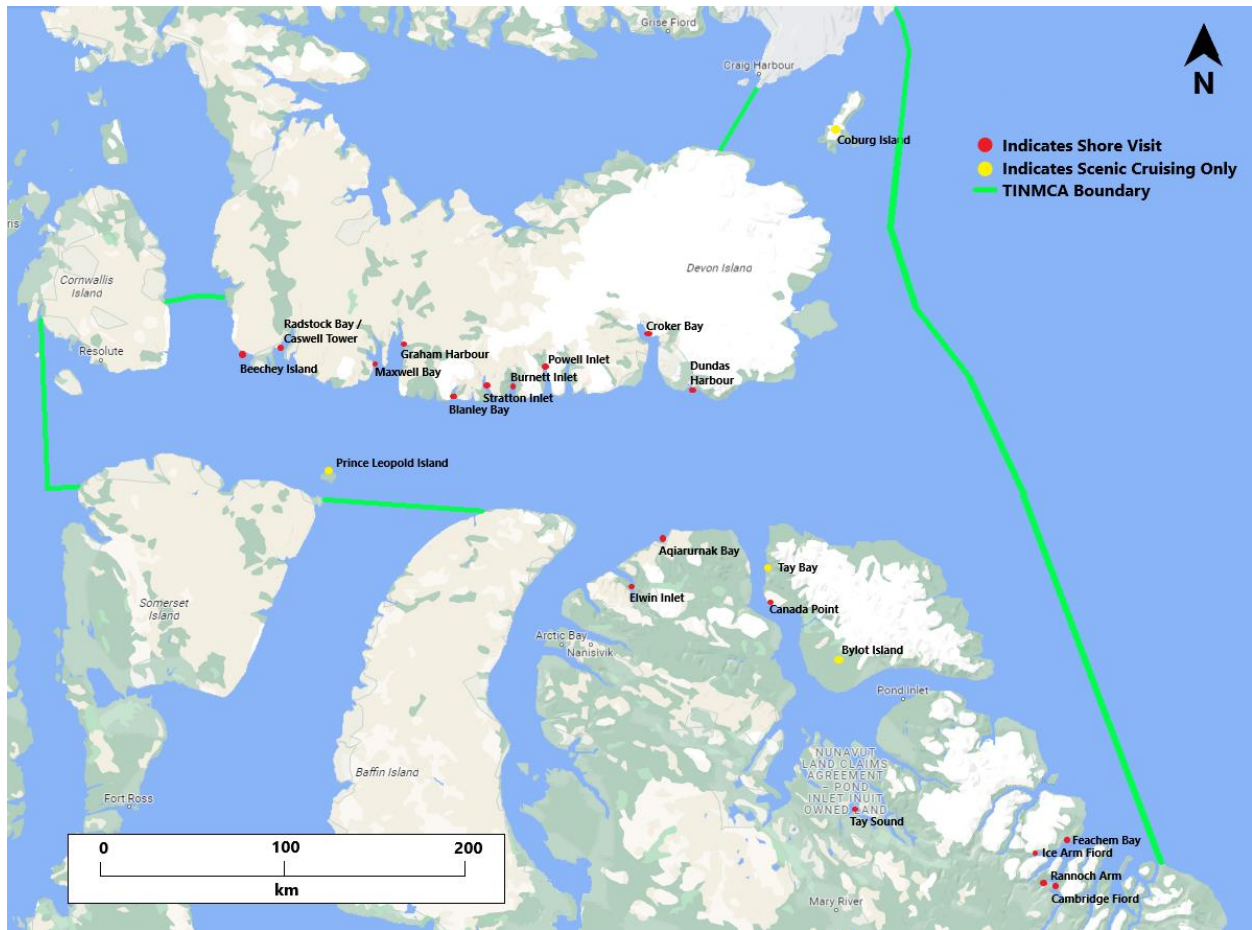 Grise Fiord
Craig Harbour
N
Coburg Island
Indicates Shore Visit
Indicates Scenic Cruising Only
TINMCA Boundary
ris
Cornwallis
Island
Devon Island
Resolute
Radstock Bay /
Caswell Tower
Beechey Island
Graham Harbour
Maxwell Bay
Croker Bay
Powell Inlet
Burnett Inlet
Stratton Inlet
Blanley Bay
Dundas
Harbour
Prince Leopold Island
Aqiarurnak Bay
Tay Bay
Elwin Inlet
Canada Point
Somerset
Island
Arctic Bay
Nanisivik
Bylot Island
Pond Inlet
NUNAVUT
LAND CLAIMS
AGREEMENT
– POND
INLET INUIT
OWNED LAND
Baffin Island
Fort Ross
Tay Sound
Feachem Bay
Ice Arm Fiord
Rannoch Arm
Cambridge Fiord
Mary River
0 100 200
km